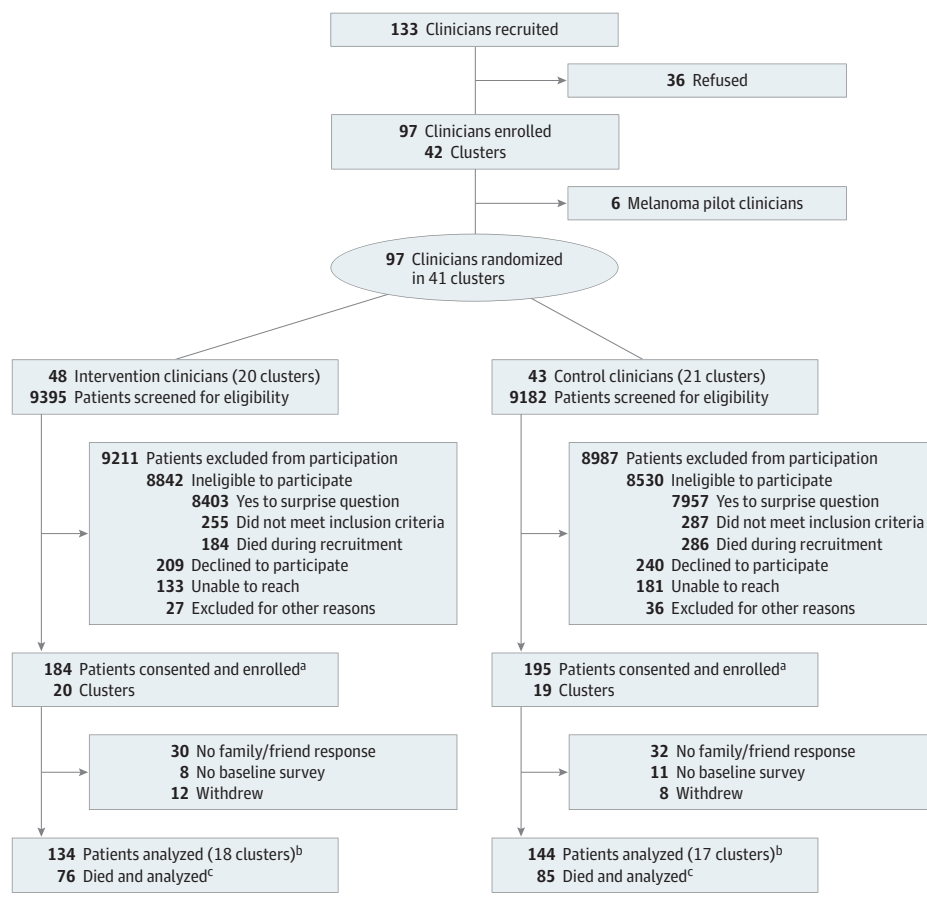 133 Clinicians recruited
36 Refused
97 Clinicians enrolled
42 Clusters
6 Melanoma pilot clinicians
97 Clinicians randomized
in 41 clusters
48 Intervention clinicians (20 clusters)
9395 Patients screened for eligibility
9211 Patients excluded from participation
8842 Ineligible to participate
8403 Yes to surprise question
255 Did not meet inclusion criteria
184 Died during recruitment
209 Declined to participate
133 Unable to reach
27 Excluded for other reasons
184 Patients consented and enrolledᵃ
20 Clusters
30 No family/friend response
8 No baseline survey
12 Withdrew
134 Patients analyzed (18 clusters)ᵇ
76 Died and analyzedᶜ
43 Control clinicians (21 clusters)
9182 Patients screened for eligibility
8987 Patients excluded from participation
8530 Ineligible to participate
7957 Yes to surprise question
287 Did not meet inclusion criteria
286 Died during recruitment
240 Declined to participate
181 Unable to reach
36 Excluded for other reasons
195 Patients consented and enrolledᵃ
19 Clusters
32 No family/friend response
11 No baseline survey
8 Withdrew
144 Patients analyzed (17 clusters)ᵇ
85 Died and analyzedᶜ